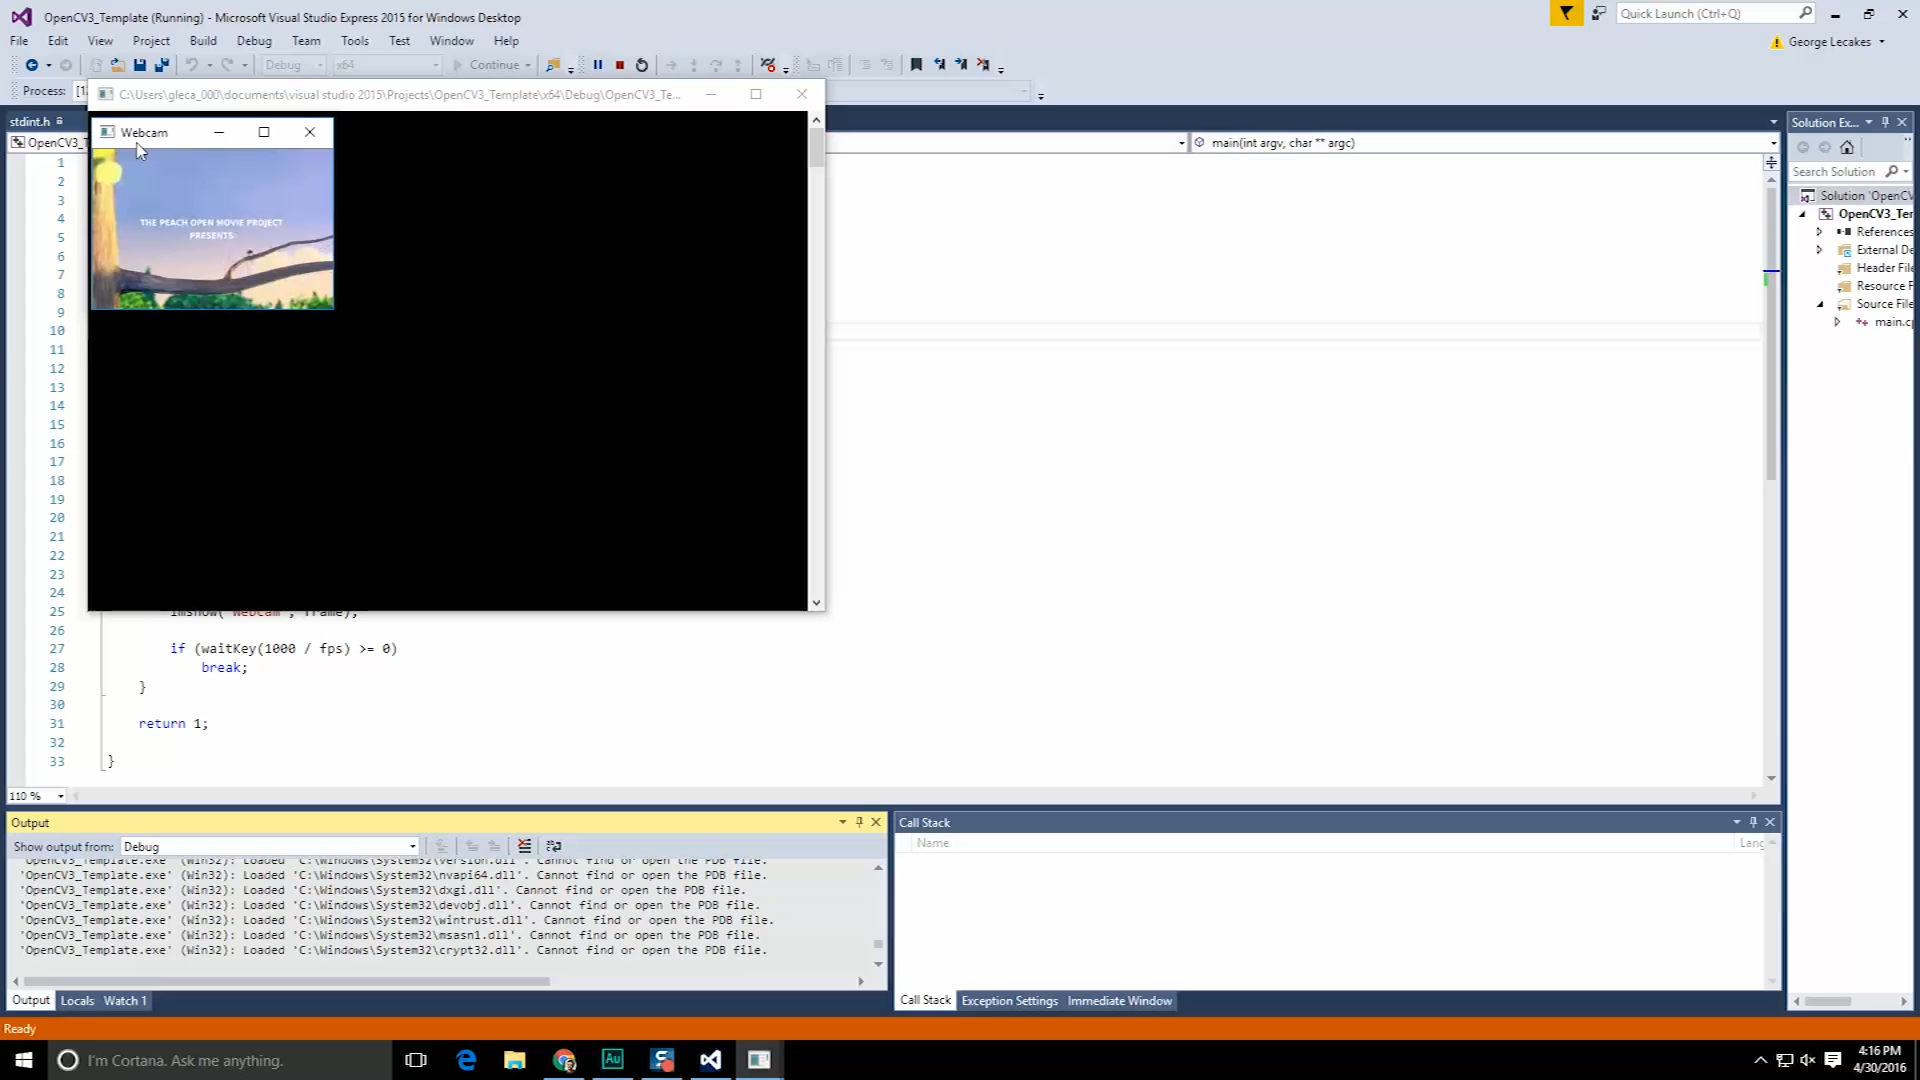 OpenCV3_Template (Running) - Microsoft Visual Studio Express 2015 for Windows Desktop
Quick Launch (Ctrl+Q)
File Edit View Project Build Debug Team Tools Test Window Help
George Lecakes
Debug x64 Continue
Process:
C:\Users\gleca_000\documents\visual studio 2015\Projects\OpenCV3_Template\x64\Debug\OpenCV3_Te...
stdint.h
Webcam
main(int argv, char ** argc)
THE PEACH OPEN MOVIE PROJECT
PRESENTS
Solution Ex...
Search Solution
Solution 'OpenCV
OpenCV3_Ter
References
External De
Header File
Resource F
Source File
main.cp
1
2
3
4
5
6
7
8
9
10
11
12
13
14
15
16
17
18
19
20
21
22
23
24
25 imshow("Webcam", frame);
26
27 if (waitKey(1000 / fps) >= 0)
28 break;
29 }
30
31 return 1;
32
33 }
110 %
Output
Show output from: Debug
'OpenCV3_Template.exe' (Win32): Loaded 'C:\Windows\System32\version.dll'. Cannot find or open the PDB file.
'OpenCV3_Template.exe' (Win32): Loaded 'C:\Windows\System32\nvapi64.dll'. Cannot find or open the PDB file.
'OpenCV3_Template.exe' (Win32): Loaded 'C:\Windows\System32\dxgi.dll'. Cannot find or open the PDB file.
'OpenCV3_Template.exe' (Win32): Loaded 'C:\Windows\System32\devobj.dll'. Cannot find or open the PDB file.
'OpenCV3_Template.exe' (Win32): Loaded 'C:\Windows\System32\wintrust.dll'. Cannot find or open the PDB file.
'OpenCV3_Template.exe' (Win32): Loaded 'C:\Windows\System32\msasn1.dll'. Cannot find or open the PDB file.
'OpenCV3_Template.exe' (Win32): Loaded 'C:\Windows\System32\crypt32.dll'. Cannot find or open the PDB file.
Output Locals Watch 1
Call Stack
Name Lang
Call Stack Exception Settings Immediate Window
Ready
I'm Cortana. Ask me anything.
Au
4:16 PM
4/30/2016